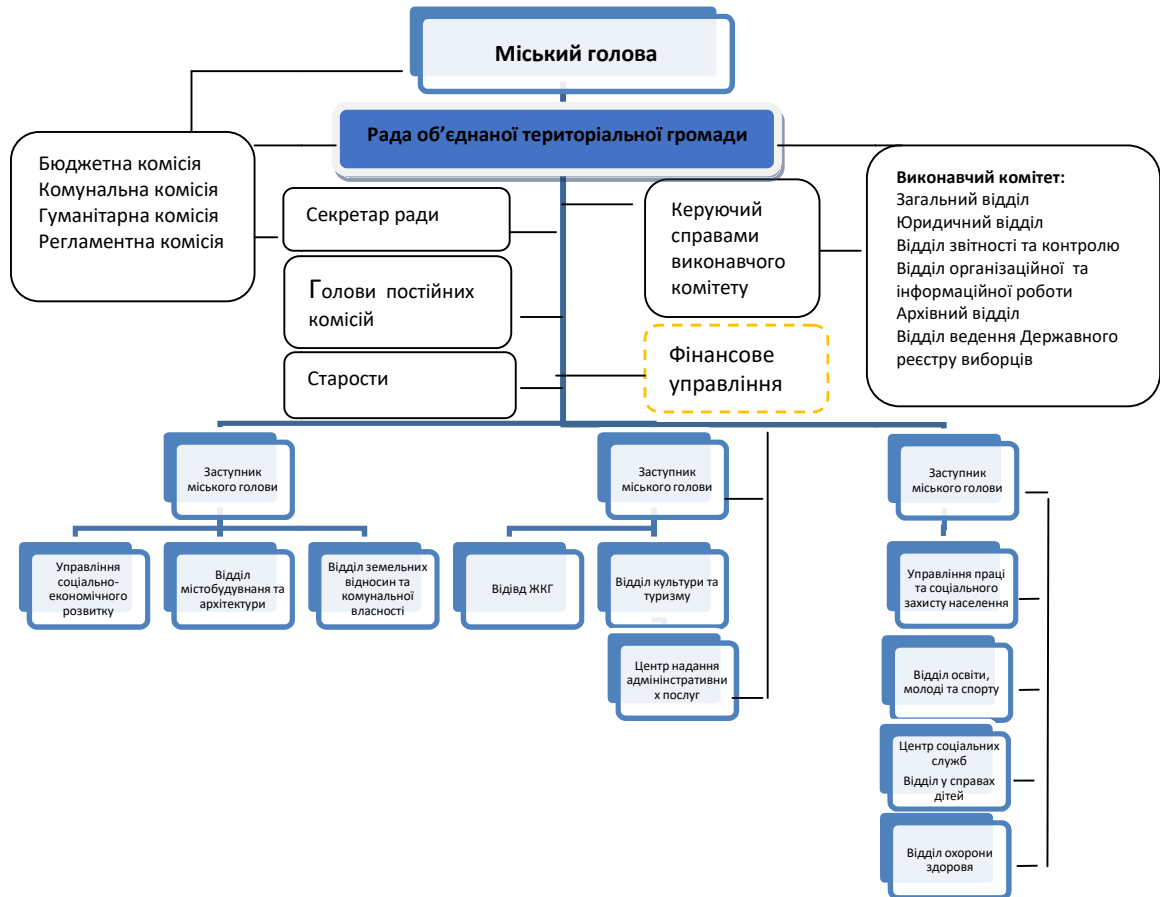 Міський голова
Рада об’єднаної територіальної громади
Бюджетна комісія
Комунальна комісія
Гуманітарна комісія
Регламентна комісія
Секретар ради
Голови постійних
комісій
Старости
Керуючий
справами
виконавчого
комітету
Фінансове
управління
Виконавчий комітет:
Загальний відділ
Юридичний відділ
Відділ звітності та контролю
Відділ організаційної та
інформаційної роботи
Архівний відділ
Відділ ведення Державного
реєстру виборців
Заступник
міського голови
Заступник
міського голови
Заступник
міського голови
Управління
соціально-
економічного
розвитку
Відділ
містобудуваня та
архітектури
Відділ земельних
відносин та
комунальної
власності
Відівд ЖКГ
Відділ культури та
туризму
Центр надання
адміністративни
х послуг
Управління праці
та соціального
захисту населення
Відділ освіти,
молоді та спорту
Центр соціальних
служб
Відділ у справах
дітей
Відділ охорони
здоровя